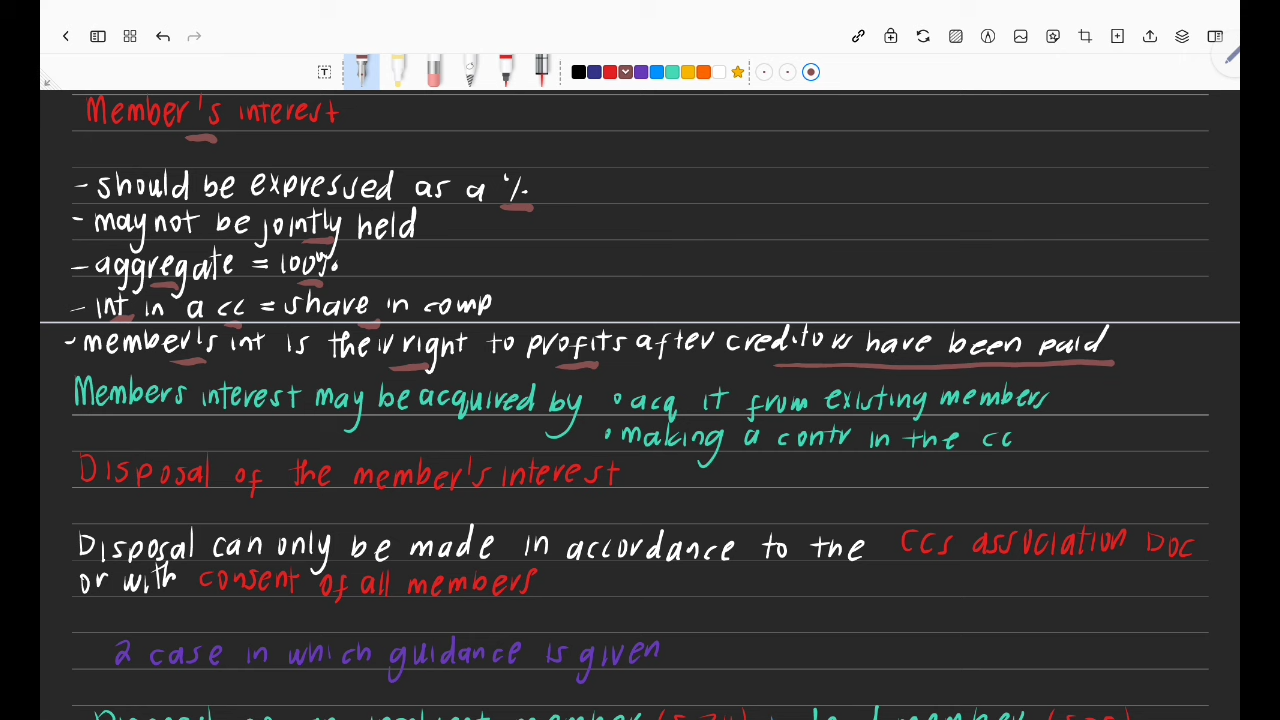 Member's interest
- should be expressed as a %
- may not be jointly held
- aggregate = 100%
- int in a cc = share in comp
- member's int is their right to profits after creditors have been paid
Members interest may be acquired by • acq it from existing members
• making a contr in the cc
Disposal of the member's interest
Disposal can only be made in accordance to the CCs association Doc
or with consent of all members
2 case in which guidance is given